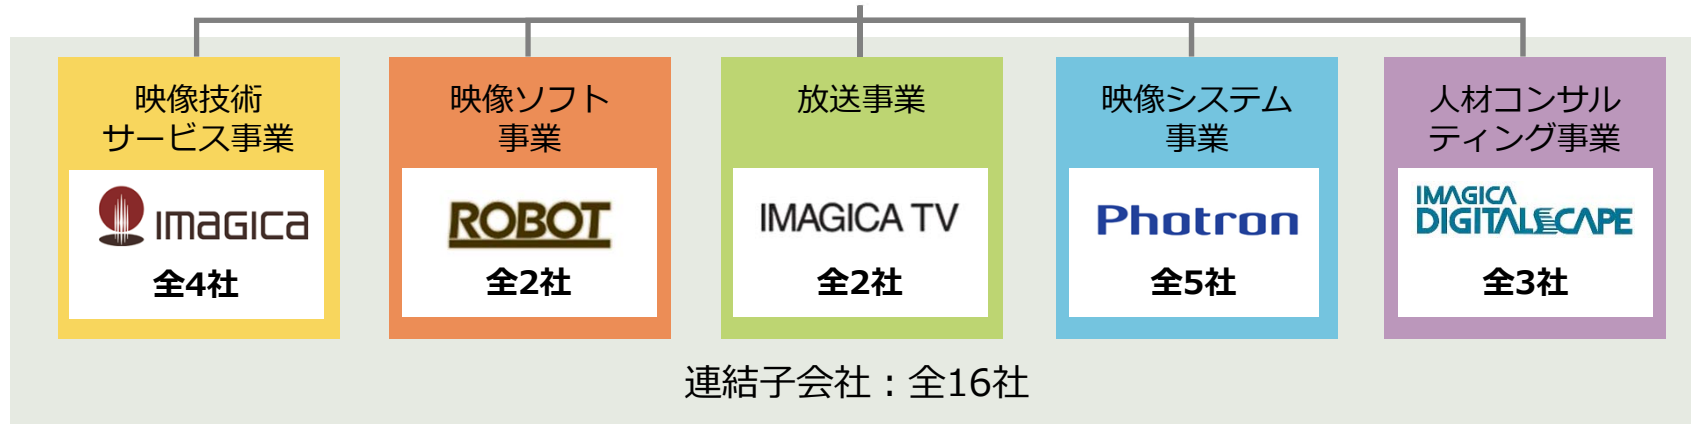 映像技術
サービス事業
IMAGICA
全4社
映像ソフト
事業
ROBOT
全2社
放送事業
IMAGICA TV
全2社
映像システム
事業
Photron
全5社
人材コンサル
ティング事業
IMAGICA
DIGITALSCAPE
全3社
連結子会社：全16社